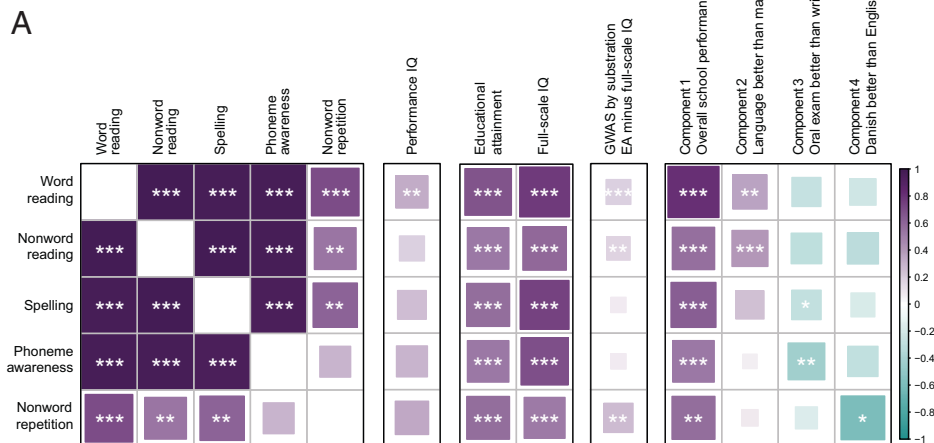 A
Word
reading
Nonword
reading
Spelling
Phoneme
awareness
Nonword
repetition
Performance IQ
Educational
attainment
Full-scale IQ
GWAS by substration
EA minus full-scale IQ
Component 1
Overall school performan
Component 2
Language better than ma
Component 3
Oral exam better than wri
Component 4
Danish better than English
Word
reading
*** *** *** *** ** *** *** *** *** **
Nonword
reading
*** *** *** ** *** *** ** *** ***
Spelling
*** *** *** ** *** *** *** *
Phoneme
awareness
*** *** *** *** *** *** **
Nonword
repetition
*** ** ** *** *** ** ** *
1
0.8
0.6
0.4
0.2
0
−0.2
−0.4
−0.6
−0.8
−1